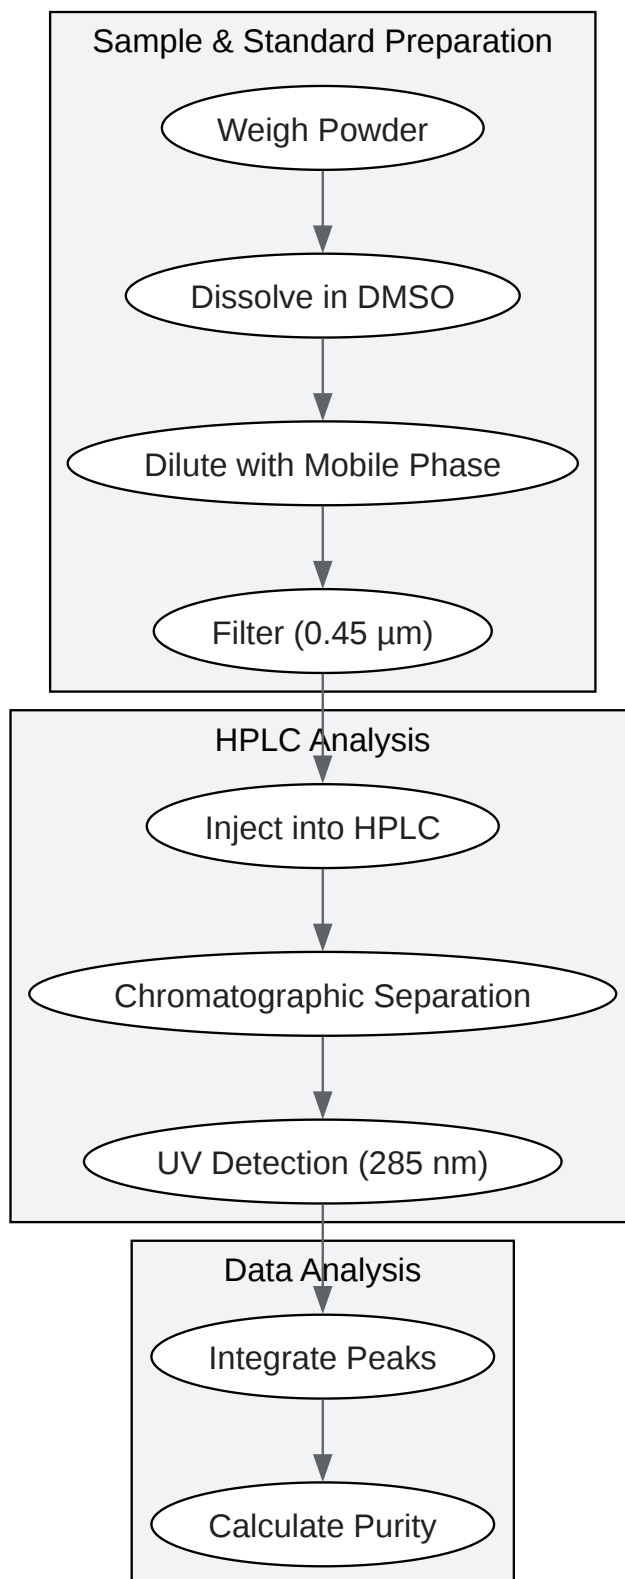 Sample & Standard Preparation
Weigh Powder
Dissolve in DMSO
Dilute with Mobile Phase
Filter (0.45 µm)
HPLC Analysis
Inject into HPLC
Chromatographic Separation
UV Detection (285 nm)
Data Analysis
Integrate Peaks
Calculate Purity